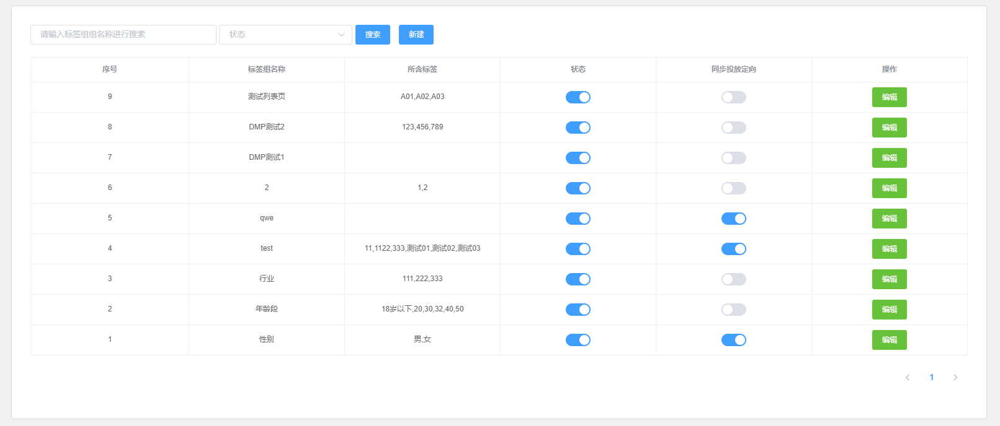 请输入标签组组名称进行搜索 状态 搜索 新建
序号 标签组名称 所含标签 状态 同步投放定向 操作
9 测试列表页 A01,A02,A03 编辑
8 DMP测试2 123,456,789 编辑
7 DMP测试1 编辑
6 2 1,2 编辑
5 qwe 编辑
4 test 11,1122,333,测试01,测试02,测试03 编辑
3 行业 111,222,333 编辑
2 年龄段 18岁以下,20,30,32,40,50 编辑
1 性别 男,女 编辑
1